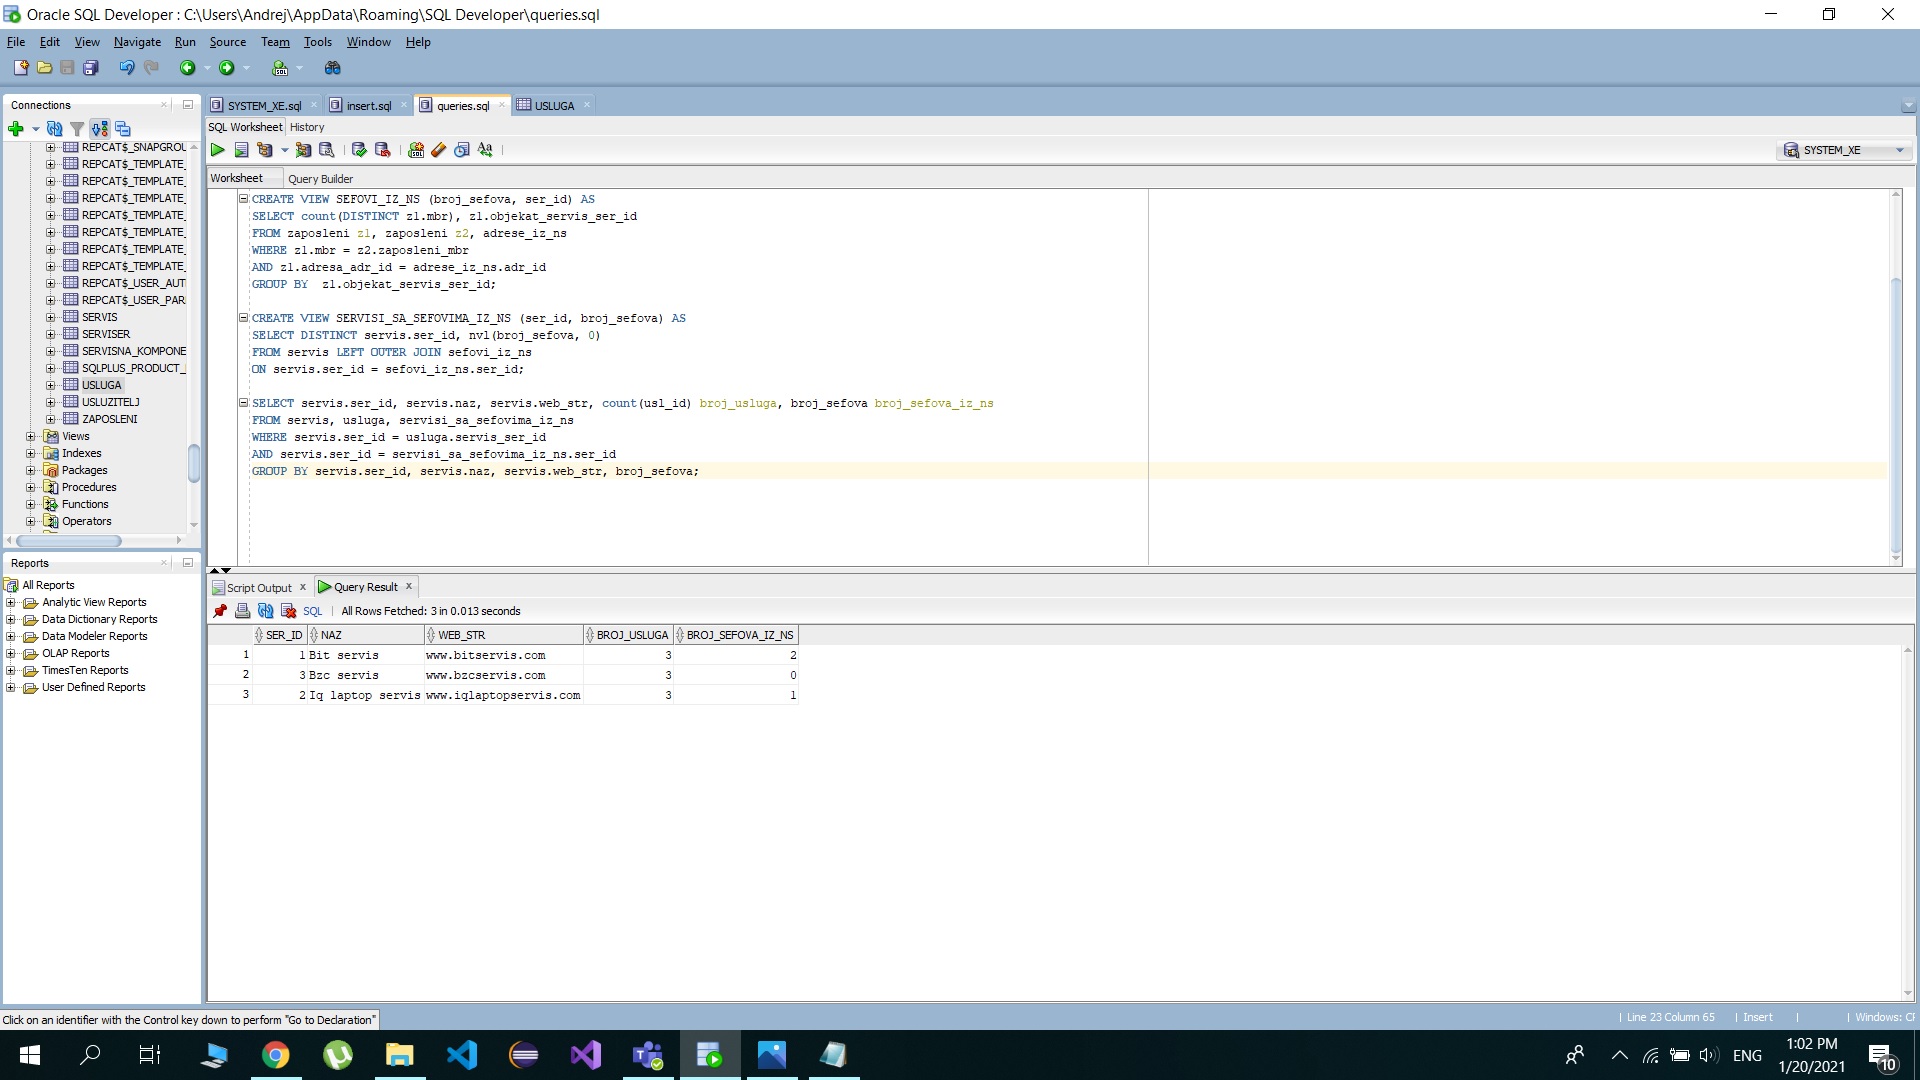 Oracle SQL Developer : C:\Users\Andrej\AppData\Roaming\SQL Developer\queries.sql
File Edit View Navigate Run Source Team Tools Window Help
Connections
REPCAT$_SNAPGROU
REPCAT$_TEMPLATE_
REPCAT$_TEMPLATE_
REPCAT$_TEMPLATE_
REPCAT$_TEMPLATE_
REPCAT$_TEMPLATE_
REPCAT$_TEMPLATE_
REPCAT$_TEMPLATE_
REPCAT$_USER_AUT
REPCAT$_USER_PAR
SERVIS
SERVISER
SERVISNA_KOMPONE
SQLPLUS_PRODUCT_
USLUGA
USLUZITELJ
ZAPOSLENI
Views
Indexes
Packages
Procedures
Functions
Operators
Reports
All Reports
Analytic View Reports
Data Dictionary Reports
Data Modeler Reports
OLAP Reports
TimesTen Reports
User Defined Reports
SYSTEM_XE.sql insert.sql queries.sql USLUGA
SQL Worksheet History
SYSTEM_XE
Worksheet Query Builder
CREATE VIEW SEFOVI_IZ_NS (broj_sefova, ser_id) AS
SELECT count(DISTINCT z1.mbr), z1.objekat_servis_ser_id
FROM zaposleni z1, zaposleni z2, adrese_iz_ns
WHERE z1.mbr = z2.zaposleni_mbr
AND z1.adresa_adr_id = adrese_iz_ns.adr_id
GROUP BY  z1.objekat_servis_ser_id;
CREATE VIEW SERVISI_SA_SEFOVIMA_IZ_NS (ser_id, broj_sefova) AS
SELECT DISTINCT servis.ser_id, nvl(broj_sefova, 0)
FROM servis LEFT OUTER JOIN sefovi_iz_ns
ON servis.ser_id = sefovi_iz_ns.ser_id;
SELECT servis.ser_id, servis.naz, servis.web_str, count(usl_id) broj_usluga, broj_sefova broj_sefova_iz_ns
FROM servis, usluga, servisi_sa_sefovima_iz_ns
WHERE servis.ser_id = usluga.servis_ser_id
AND servis.ser_id = servisi_sa_sefovima_iz_ns.ser_id
GROUP BY servis.ser_id, servis.naz, servis.web_str, broj_sefova;
Script Output Query Result
SQL All Rows Fetched: 3 in 0.013 seconds
SER_ID NAZ WEB_STR BROJ_USLUGA BROJ_SEFOVA_IZ_NS
1 1 Bit servis www.bitservis.com 3 2
2 3 Bzc servis www.bzcservis.com 3 0
3 2 Iq laptop servis www.iqlaptopservis.com 3 1
Click on an identifier with the Control key down to perform "Go to Declaration"
Line 23 Column 65 Insert Windows: CF
ENG
1:02 PM
1/20/2021
10